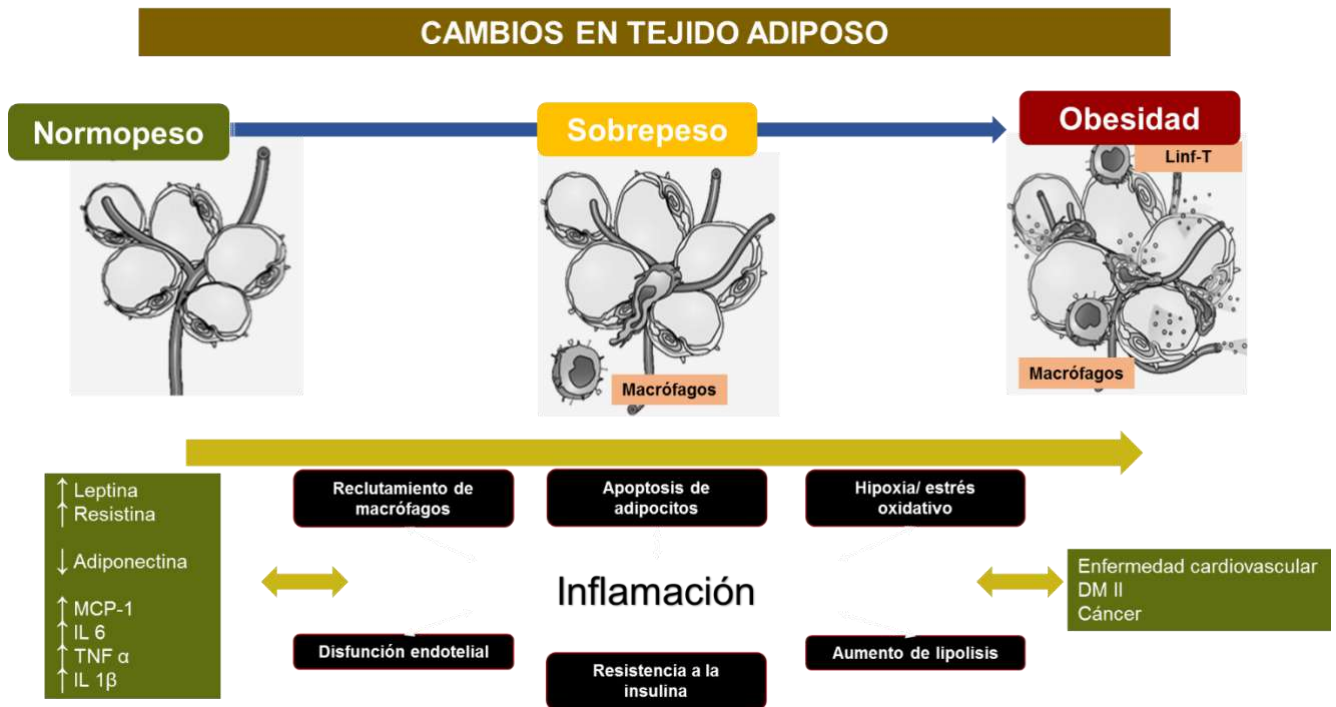 CAMBIOS EN TEJIDO ADIPOSO
Normopeso
Sobrepeso
Obesidad
Linf-T
Macrófagos
Macrófagos
↑ Leptina
↑ Resistina
↓ Adiponectina
↑ MCP-1
↑ IL 6
↑ TNF α
↑ IL 1β
Reclutamiento de
macrófagos
Apoptosis de
adipocitos
Hipoxia/ estrés
oxidativo
Inflamación
Disfunción endotelial
Resistencia a la
insulina
Aumento de lipolisis
Enfermedad cardiovascular
DM II
Cáncer